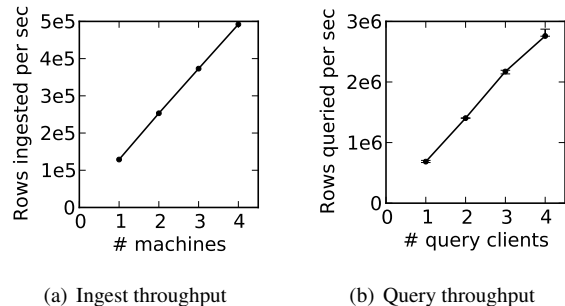 Rows ingested per sec
5e5
4e5
3e5
2e5
1e5
0
0 1 2 3 4
# machines
(a) Ingest throughput
Rows queried per sec
3e6
2e6
1e6
0
0 1 2 3 4
# query clients
(b) Query throughput